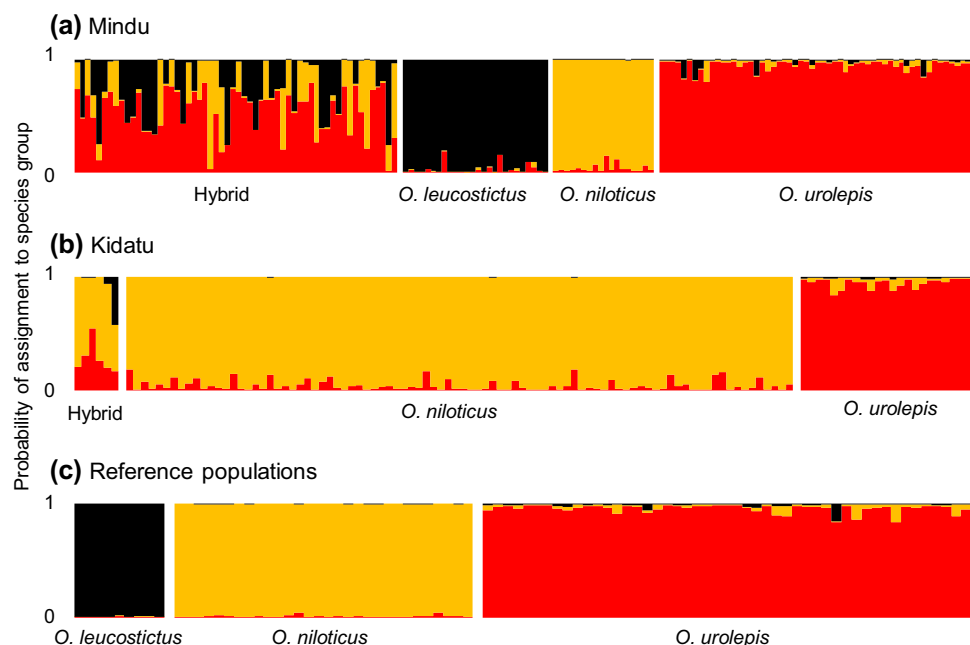 (a) Mindu
1
0
Hybrid O. leucostictus O. niloticus O. urolepis
Probability of assignment to species group
(b) Kidatu
1
0
Hybrid O. niloticus O. urolepis
(c) Reference populations
1
0
O. leucostictus O. niloticus O. urolepis